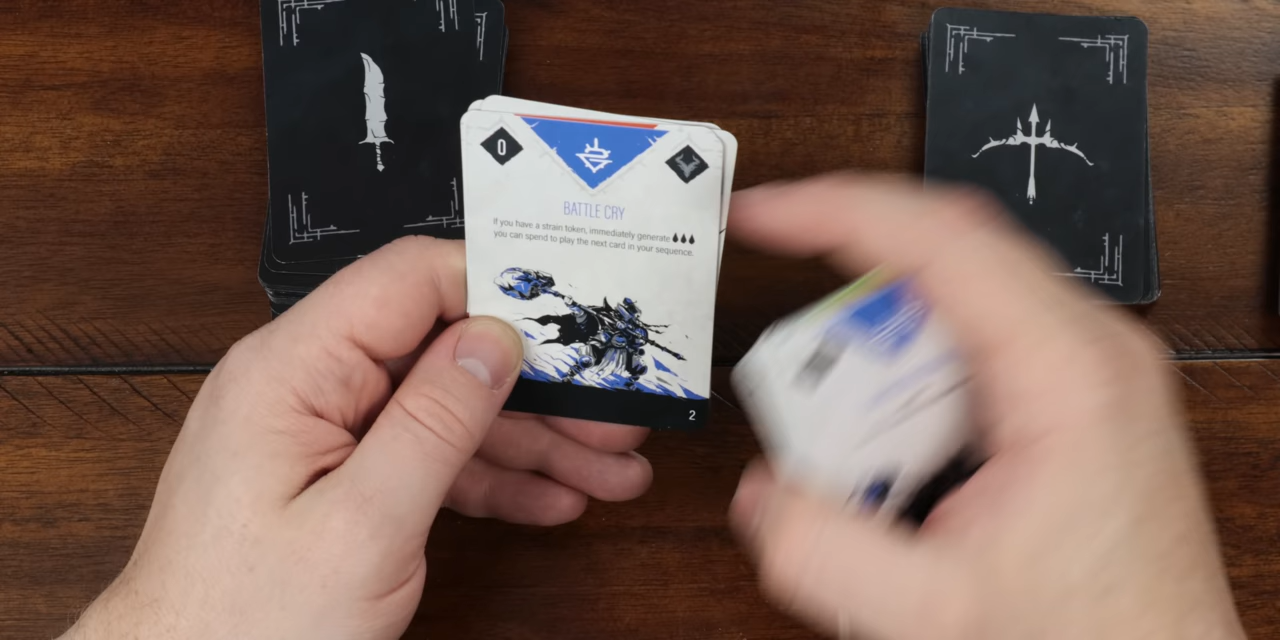 0
BATTLE CRY
If you have a strain token, immediately generate
you can spend to play the next card in your sequence.
2